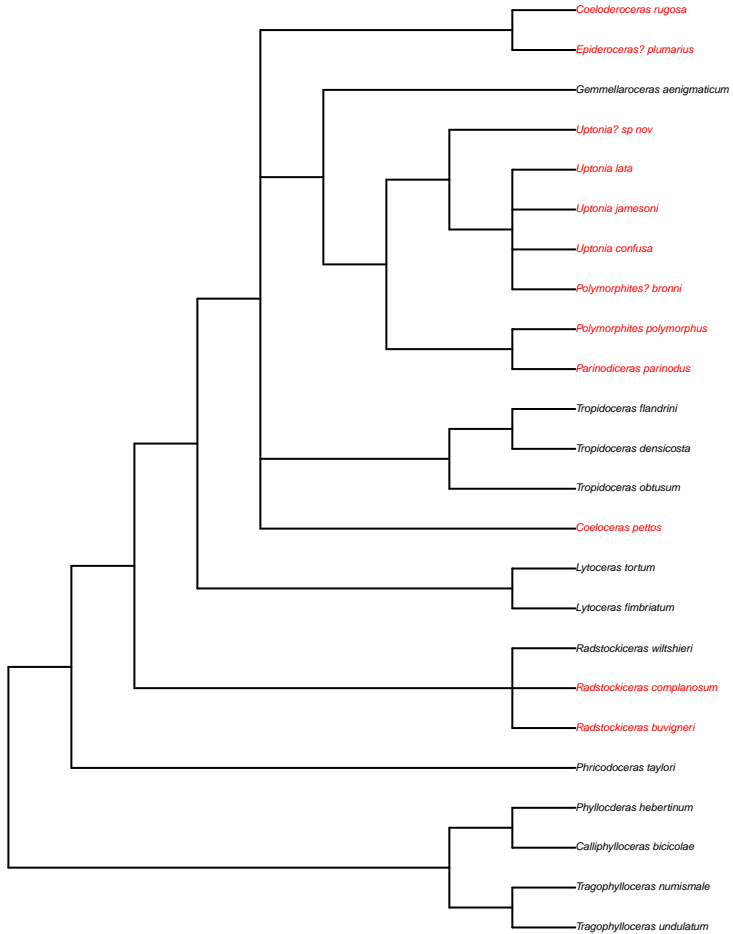 Coeloderoceras rugosa
Epideroceras? plumarius
Gemmellaroceras aenigmaticum
Uptonia? sp nov
Uptonia lata
Uptonia jamesoni
Uptonia confusa
Polymorphites? bronni
Polymorphites polymorphus
Parinodiceras parinodus
Tropidoceras flandrini
Tropidoceras densicosta
Tropidoceras obtusum
Coeloceras pettos
Lytoceras tortum
Lytoceras fimbriatum
Radstockiceras wiltshieri
Radstockiceras complanosum
Radstockiceras buvigneri
Phricodoceras taylori
Phyllocderas hebertinum
Calliphylloceras bicicolae
Tragophylloceras numismale
Tragophylloceras undulatum